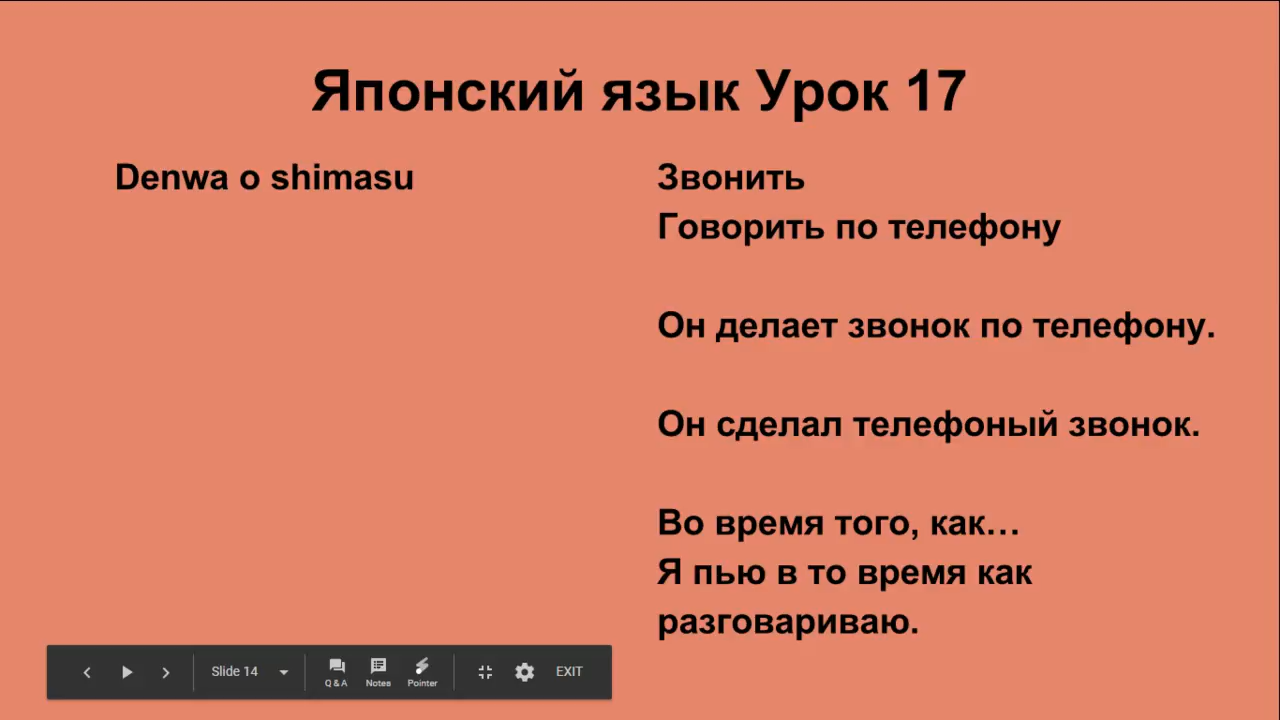 Японский язык Урок 17
Denwa o shimasu
Звонить
Говорить по телефону
Он делает звонок по телефону.
Он сделал телефоный звонок.
Во время того, как…
Я пью в то время как
разговариваю.
Slide 14
Q & A
Notes
Pointer
EXIT